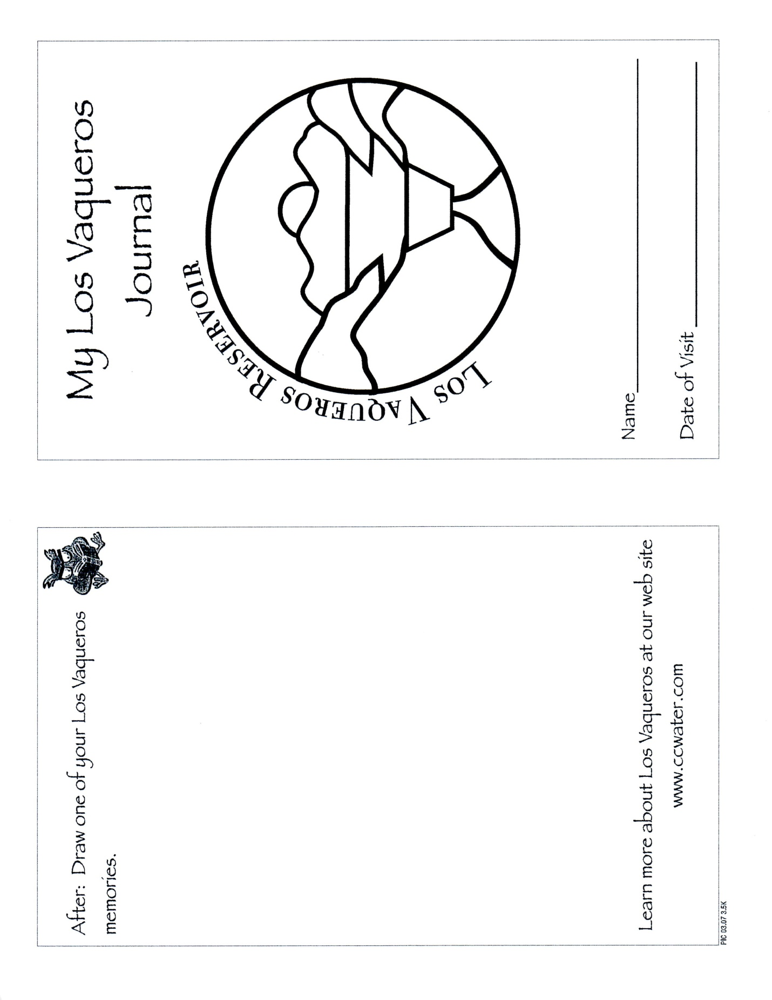 After: Draw one of your Los Vaqueros
memories.
Learn more about Los Vaqueros at our web site
www.ccwater.com
PIC 03.07 3.5K
My Los Vaqueros
Journal
LOS VAQUEROS RESERVOIR
Name
Date of Visit